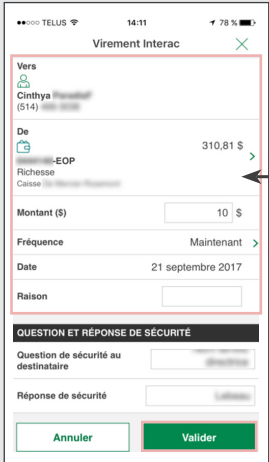 ●●○○○ TELUS 14:11 78 %
Virement Interac
Vers
Cinthya
(514)
De
310,81 $
-EOP
Richesse
Caisse
Montant ($) 10 $
Fréquence Maintenant
Date 21 septembre 2017
Raison
QUESTION ET RÉPONSE DE SÉCURITÉ
Question de sécurité au
destinataire
Réponse de sécurité
Annuler Valider